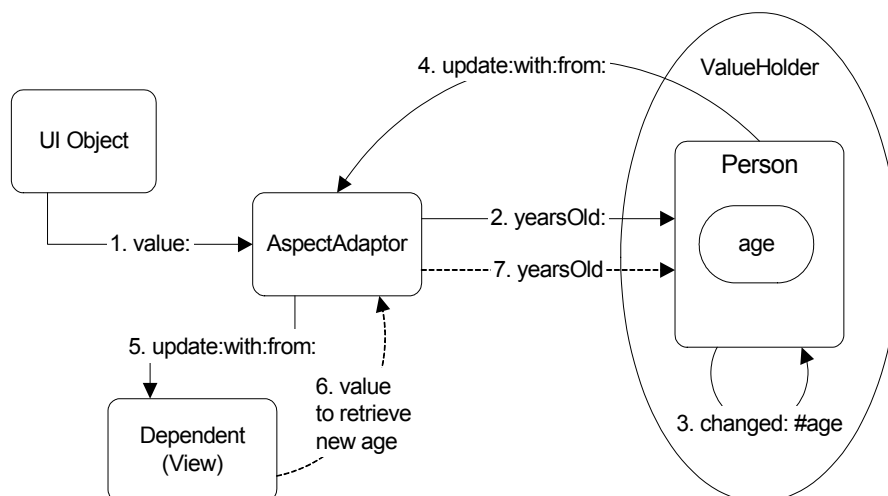 4. update:with:from:
ValueHolder
UI Object
Person
1. value:
AspectAdaptor
2. yearsOld:
age
7. yearsOld
5. update:with:from:
6. value
to retrieve
new age
3. changed: #age
Dependent
(View)